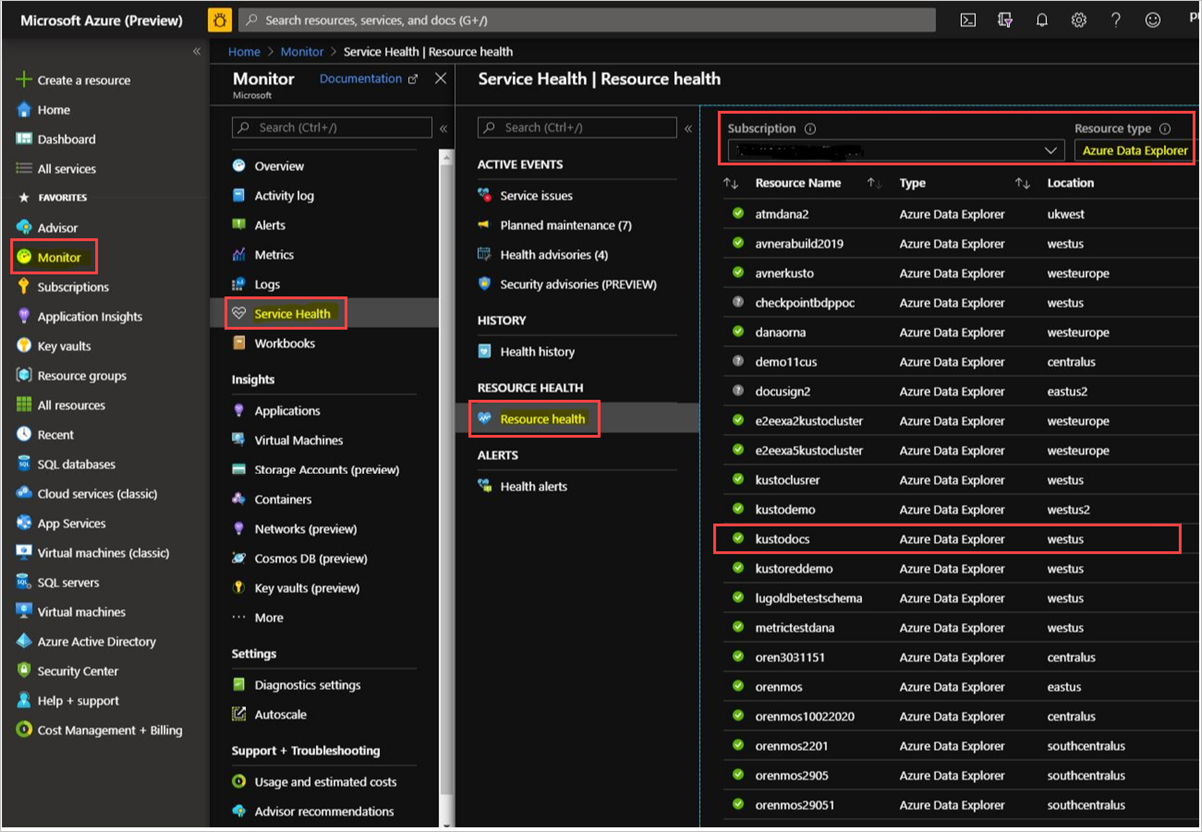 Microsoft Azure (Preview)
Search resources, services, and docs (G+/)
Home > Monitor > Service Health | Resource health
Create a resource
Home
Dashboard
All services
FAVORITES
Advisor
Monitor
Subscriptions
Application Insights
Key vaults
Resource groups
All resources
Recent
SQL databases
Cloud services (classic)
App Services
Virtual machines (classic)
SQL servers
Virtual machines
Azure Active Directory
Security Center
Help + support
Cost Management + Billing
Monitor
Documentation
Microsoft
Search (Ctrl+/)
Overview
Activity log
Alerts
Metrics
Logs
Service Health
Workbooks
Insights
Applications
Virtual Machines
Storage Accounts (preview)
Containers
Networks (preview)
Cosmos DB (preview)
Key vaults (preview)
More
Settings
Diagnostics settings
Autoscale
Support + Troubleshooting
Usage and estimated costs
Advisor recommendations
Service Health | Resource health
Search (Ctrl+/)
ACTIVE EVENTS
Service issues
Planned maintenance (7)
Health advisories (4)
Security advisories (PREVIEW)
HISTORY
Health history
RESOURCE HEALTH
Resource health
ALERTS
Health alerts
Subscription Resource type
Azure Data Explorer
Resource Name Type Location
atmdana2 Azure Data Explorer ukwest
avnerabuild2019 Azure Data Explorer westus
avnerkusto Azure Data Explorer westeurope
checkpointbdppoc Azure Data Explorer westus
danaorna Azure Data Explorer westeurope
demo11cus Azure Data Explorer centralus
docusign2 Azure Data Explorer eastus2
e2eexa2kustocluster Azure Data Explorer westeurope
e2eexa5kustocluster Azure Data Explorer westeurope
kustoclusrer Azure Data Explorer westus
kustodemo Azure Data Explorer westus2
kustodocs Azure Data Explorer westus
kustoreddemo Azure Data Explorer westus
lugoldbetestschema Azure Data Explorer westus
metrictestdana Azure Data Explorer westus
oren3031151 Azure Data Explorer centralus
orenmos Azure Data Explorer eastus
orenmos10022020 Azure Data Explorer centralus
orenmos2201 Azure Data Explorer southcentralus
orenmos2905 Azure Data Explorer southcentralus
orenmos29051 Azure Data Explorer southcentralus